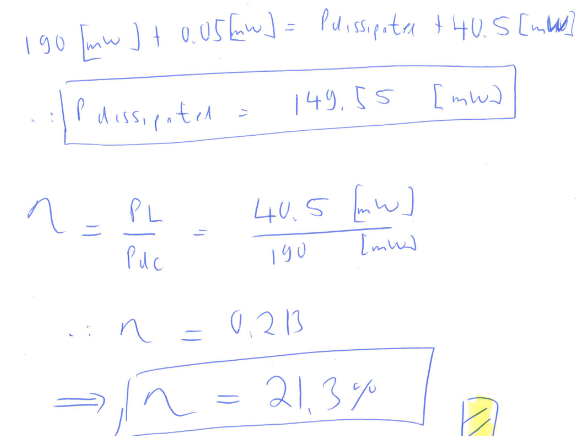 190 [mW] + 0.05 [mW] = Pdissipated + 40.5 [mW]
∴ Pdissipated = 149.55 [mW]
η = PL / Pdc = 40.5 [mW] / 190 [mW]
∴ η = 0.213
⟹ η = 21.3%